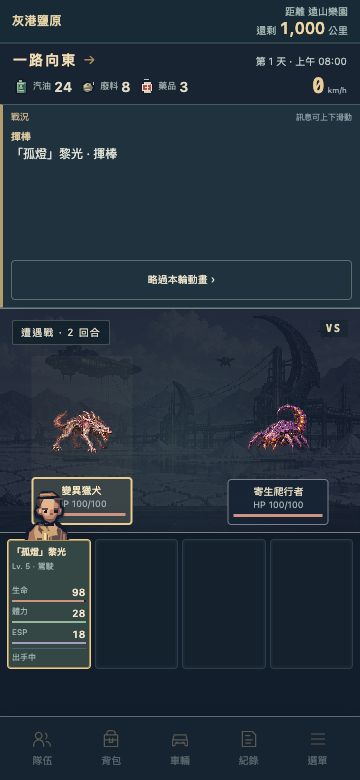 灰港鹽原
距離 遠山樂園
還剩 1,000 公里
一路向東 →
第 1 天 · 上午 08:00
汽油 24 廢料 8 藥品 3
0 km/h
戰況
訊息可上下滑動
揮棒
「孤燈」黎光 · 揮棒
略過本輪動畫 ›
遭遇戰 · 2 回合
VS
變異獵犬
P 100/100
寄生爬行者
HP 100/100
「孤燈」黎光
Lv. 5 · 駕駛
生命 98
體力 28
ESP 18
出手中
隊伍 背包 車輛 紀錄 選單